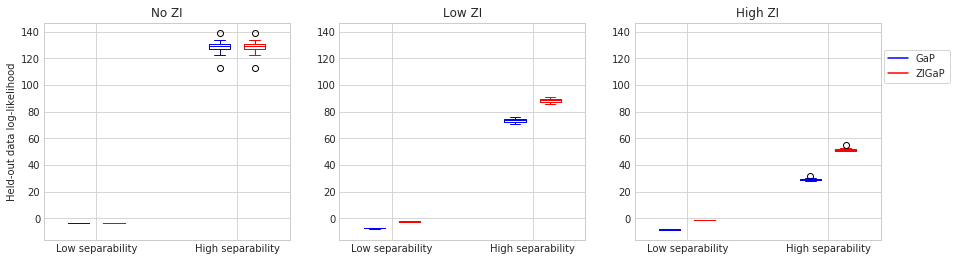 No ZI
Low ZI
High ZI
Held-out data log-likelihood
140
120
100
80
60
40
20
0
Low separability
High separability
140
120
100
80
60
40
20
0
Low separability
High separability
140
120
100
80
60
40
20
0
Low separability
High separability
GaP
ZIGaP